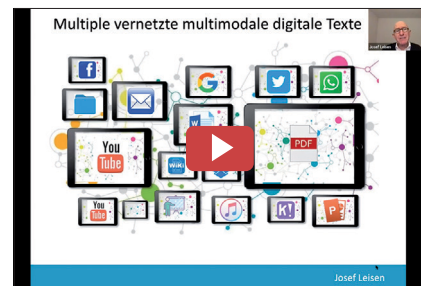 Multiple vernetzte multimodale digitale Texte
Josef Leisen
f
G
W
You
Tube
WiKi
PDF
You
Tube
K!
P
Josef Leisen